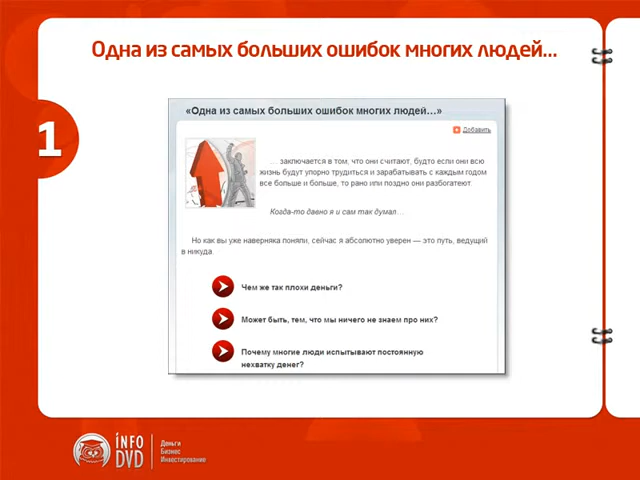 Одна из самых больших ошибок многих людей...
1
«Одна из самых больших ошибок многих людей…»
Добавить
… заключается в том, что они считают, будто если они всю
жизнь будут упорно трудиться и зарабатывать с каждым годом
все больше и больше, то рано или поздно они разбогатеют.
Когда-то давно я и сам так думал…
Но как вы уже наверняка поняли, сейчас я абсолютно уверен — это путь, ведущий
в никуда.
Чем же так плохи деньги?
Может быть, тем, что мы ничего не знаем про них?
Почему многие люди испытывают постоянную
нехватку денег?
INFO
DVD
Деньги
Бизнес
Инвестирование